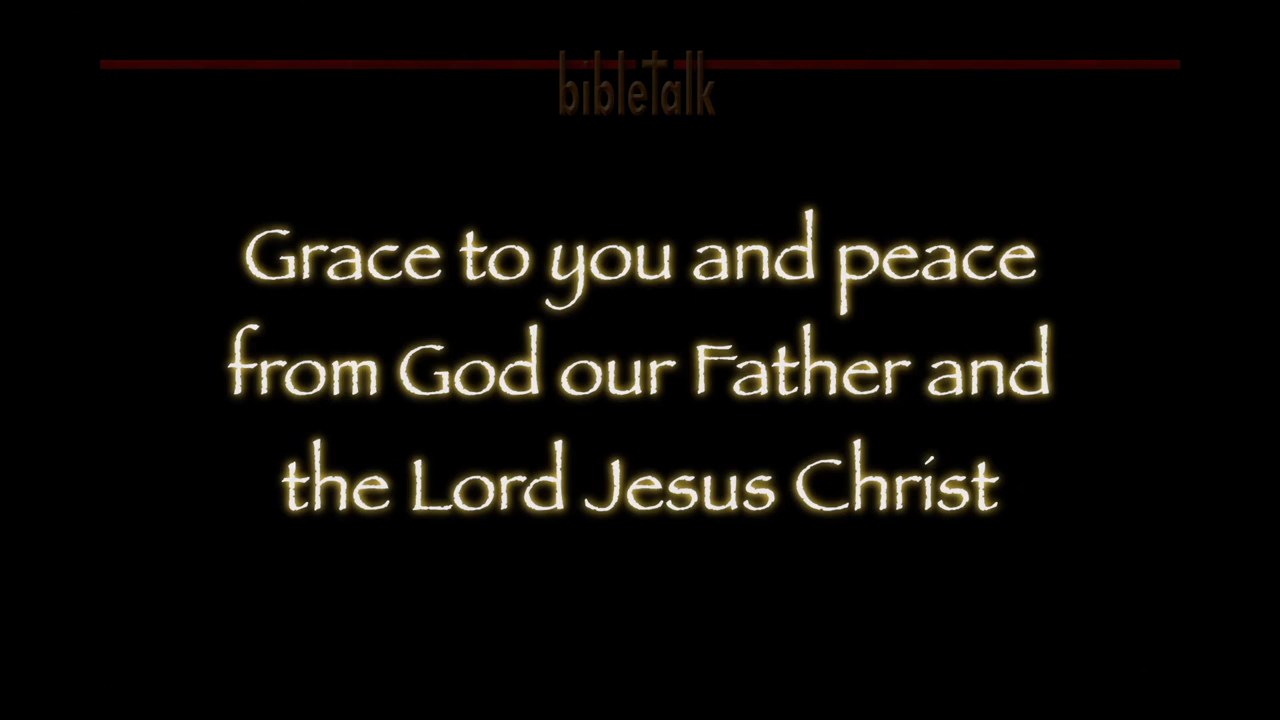 bibleTalk
Grace to you and peace
from God our Father and
the Lord Jesus Christ